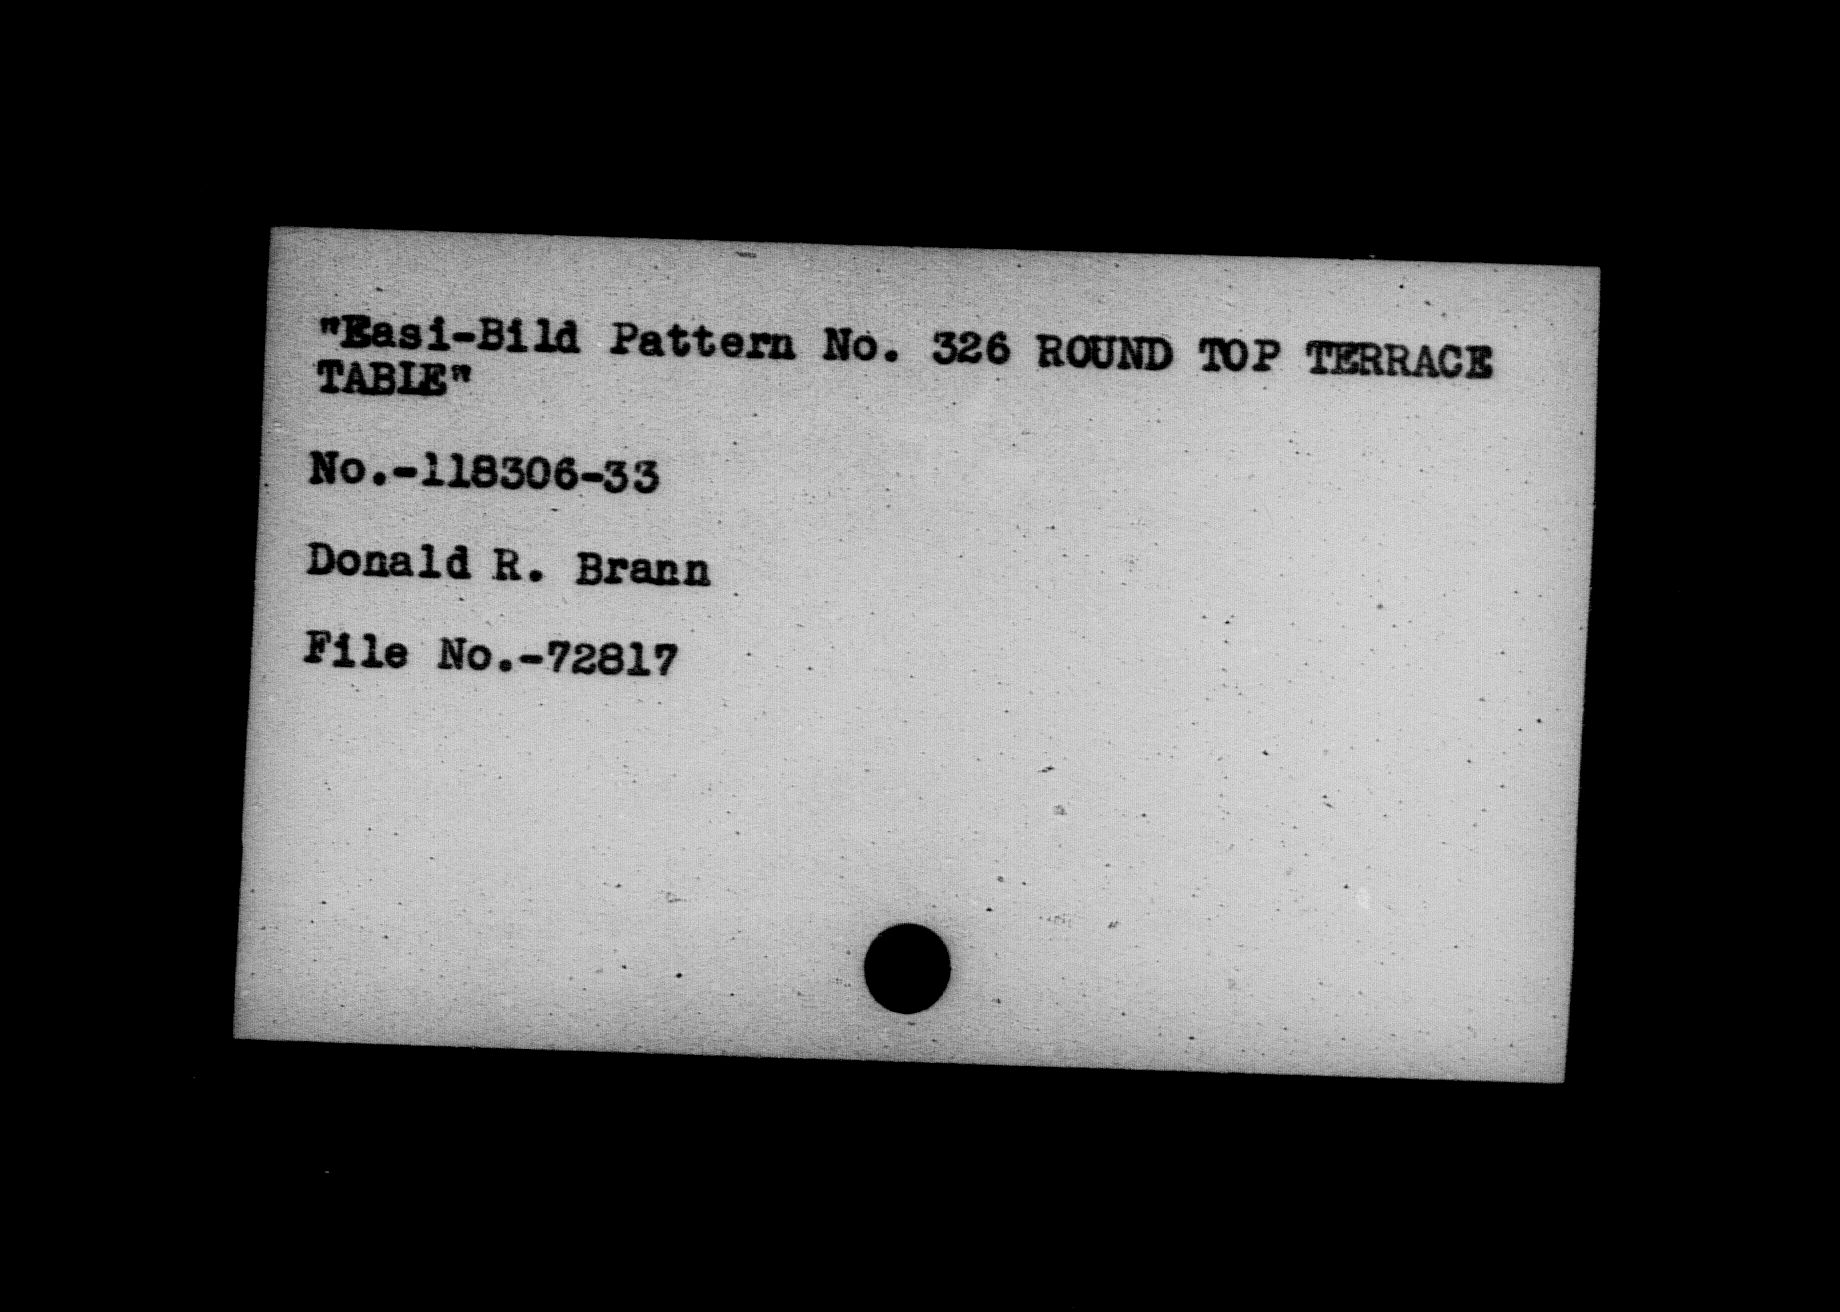 "Easi-Bild Pattern No. 326 ROUND TOP TERRACE
TABLE"
No.-118306-33
Donald R. Brann
File No.-72817